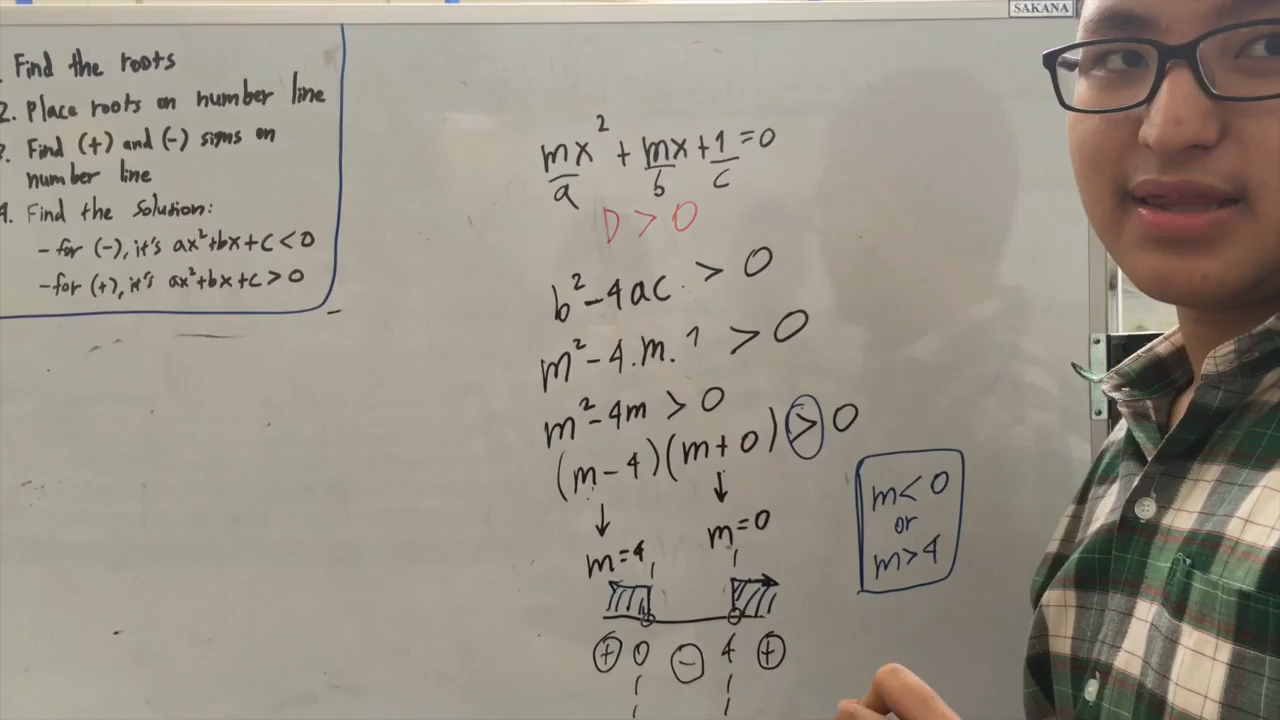 SAKANA
. Find the roots
2. Place roots on number line
?. Find (+) and (-) signs on
number line
4. Find the solution:
- for (-), it's ax²+bx+c < 0
- for (+), it's ax²+bx+c > 0
mx² + mx + 1 = 0
a b c
D > 0
b² - 4ac > 0
m² - 4.m.1 > 0
m² - 4m > 0
(m - 4)(m + 0) > 0
↓ ↓
m=4 m=0
+ 0 - 4 +
m < 0
or
m > 4